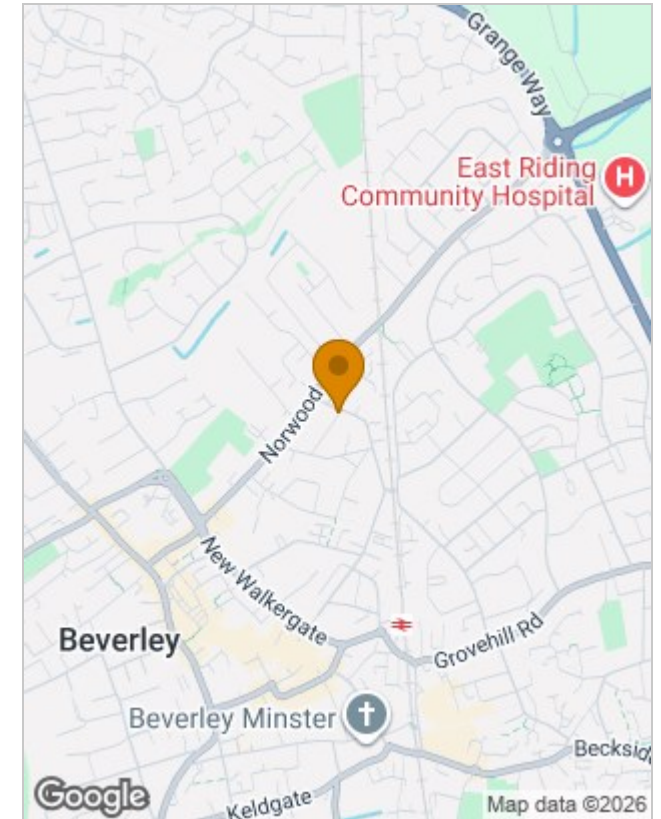 Grange Way
East Riding
Community Hospital
H
Norwood
New Walkergate
Beverley
Grovehill Rd
Beverley Minster
Becksid
Keldgate
Google
Map data ©2026